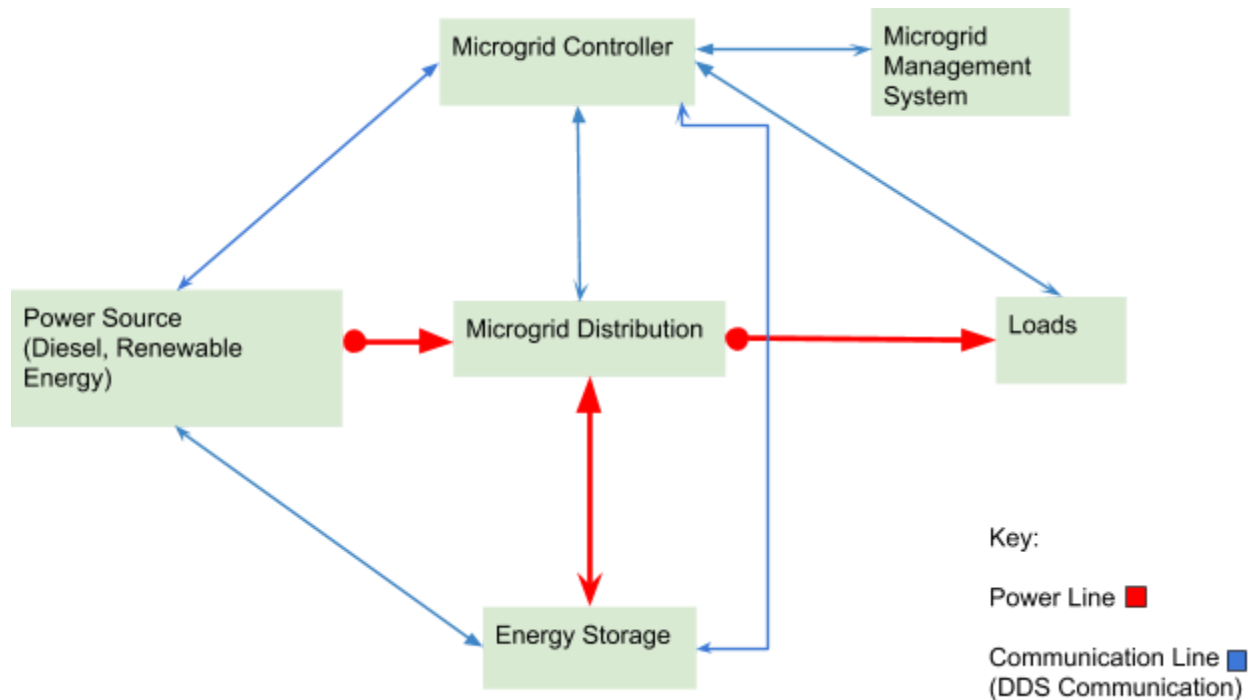 Microgrid Controller
Microgrid
Management
System
Power Source
(Diesel, Renewable
Energy)
Microgrid Distribution
Loads
Energy Storage
Key:
Power Line
Communication Line
(DDS Communication)